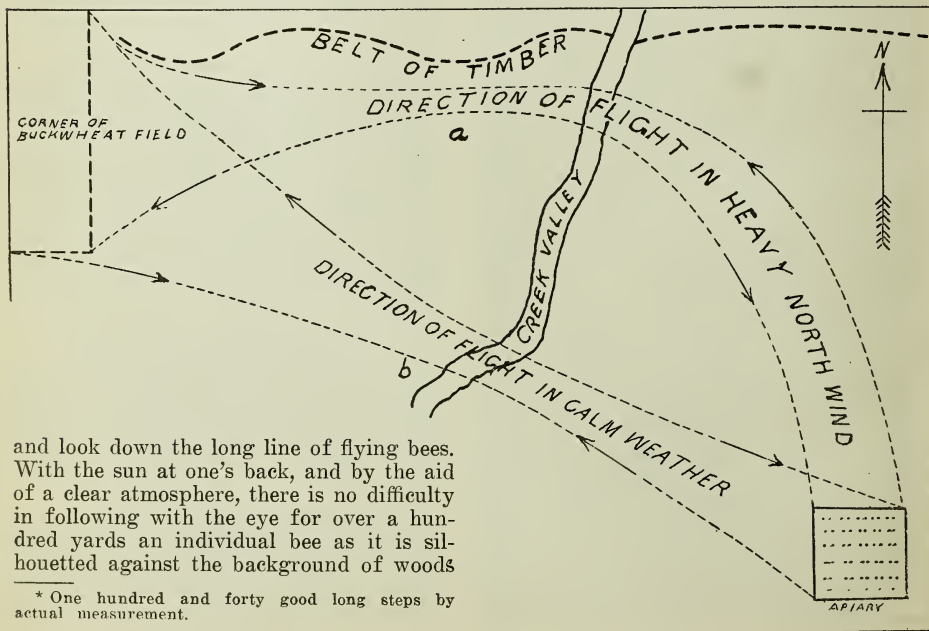 BELT OF TIMBER
N
DIRECTION OF FLIGHT IN HEAVY NORTH WIND
CORNER OF
BUCKWHEAT FIELD
a
CREEK VALLEY
DIRECTION OF FLIGHT IN CALM WEATHER
b
and look down the long line of flying bees.
With the sun at one's back, and by the aid
of a clear atmosphere, there is no difficulty
in following with the eye for over a hun-
dred yards an individual bee as it is sil-
houetted against the background of woods
* One hundred and forty good long steps by
actual measurement.
APIARY